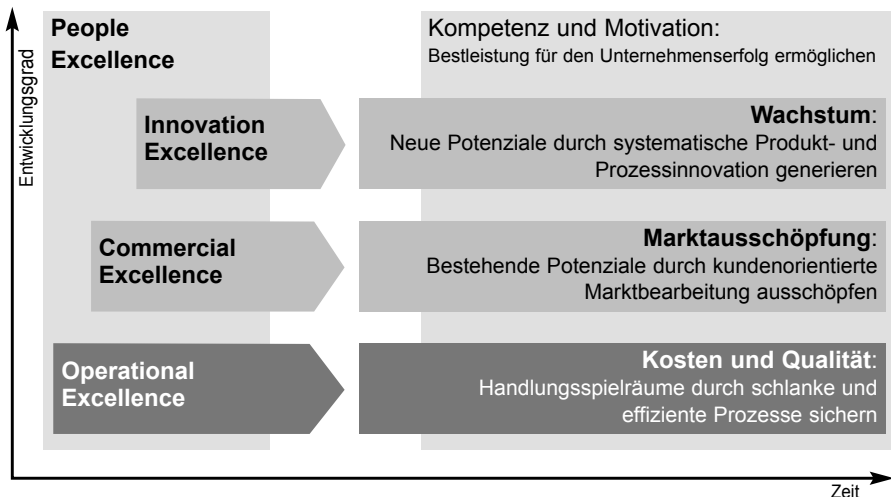 Entwicklungsgrad
People
Excellence
Kompetenz und Motivation:
Bestleistung für den Unternehmenserfolg ermöglichen
Innovation
Excellence
Wachstum:
Neue Potenziale durch systematische Produkt- und
Prozessinnovation generieren
Commercial
Excellence
Marktausschöpfung:
Bestehende Potenziale durch kundenorientierte
Marktbearbeitung ausschöpfen
Operational
Excellence
Kosten und Qualität:
Handlungsspielräume durch schlanke und
effiziente Prozesse sichern
Zeit